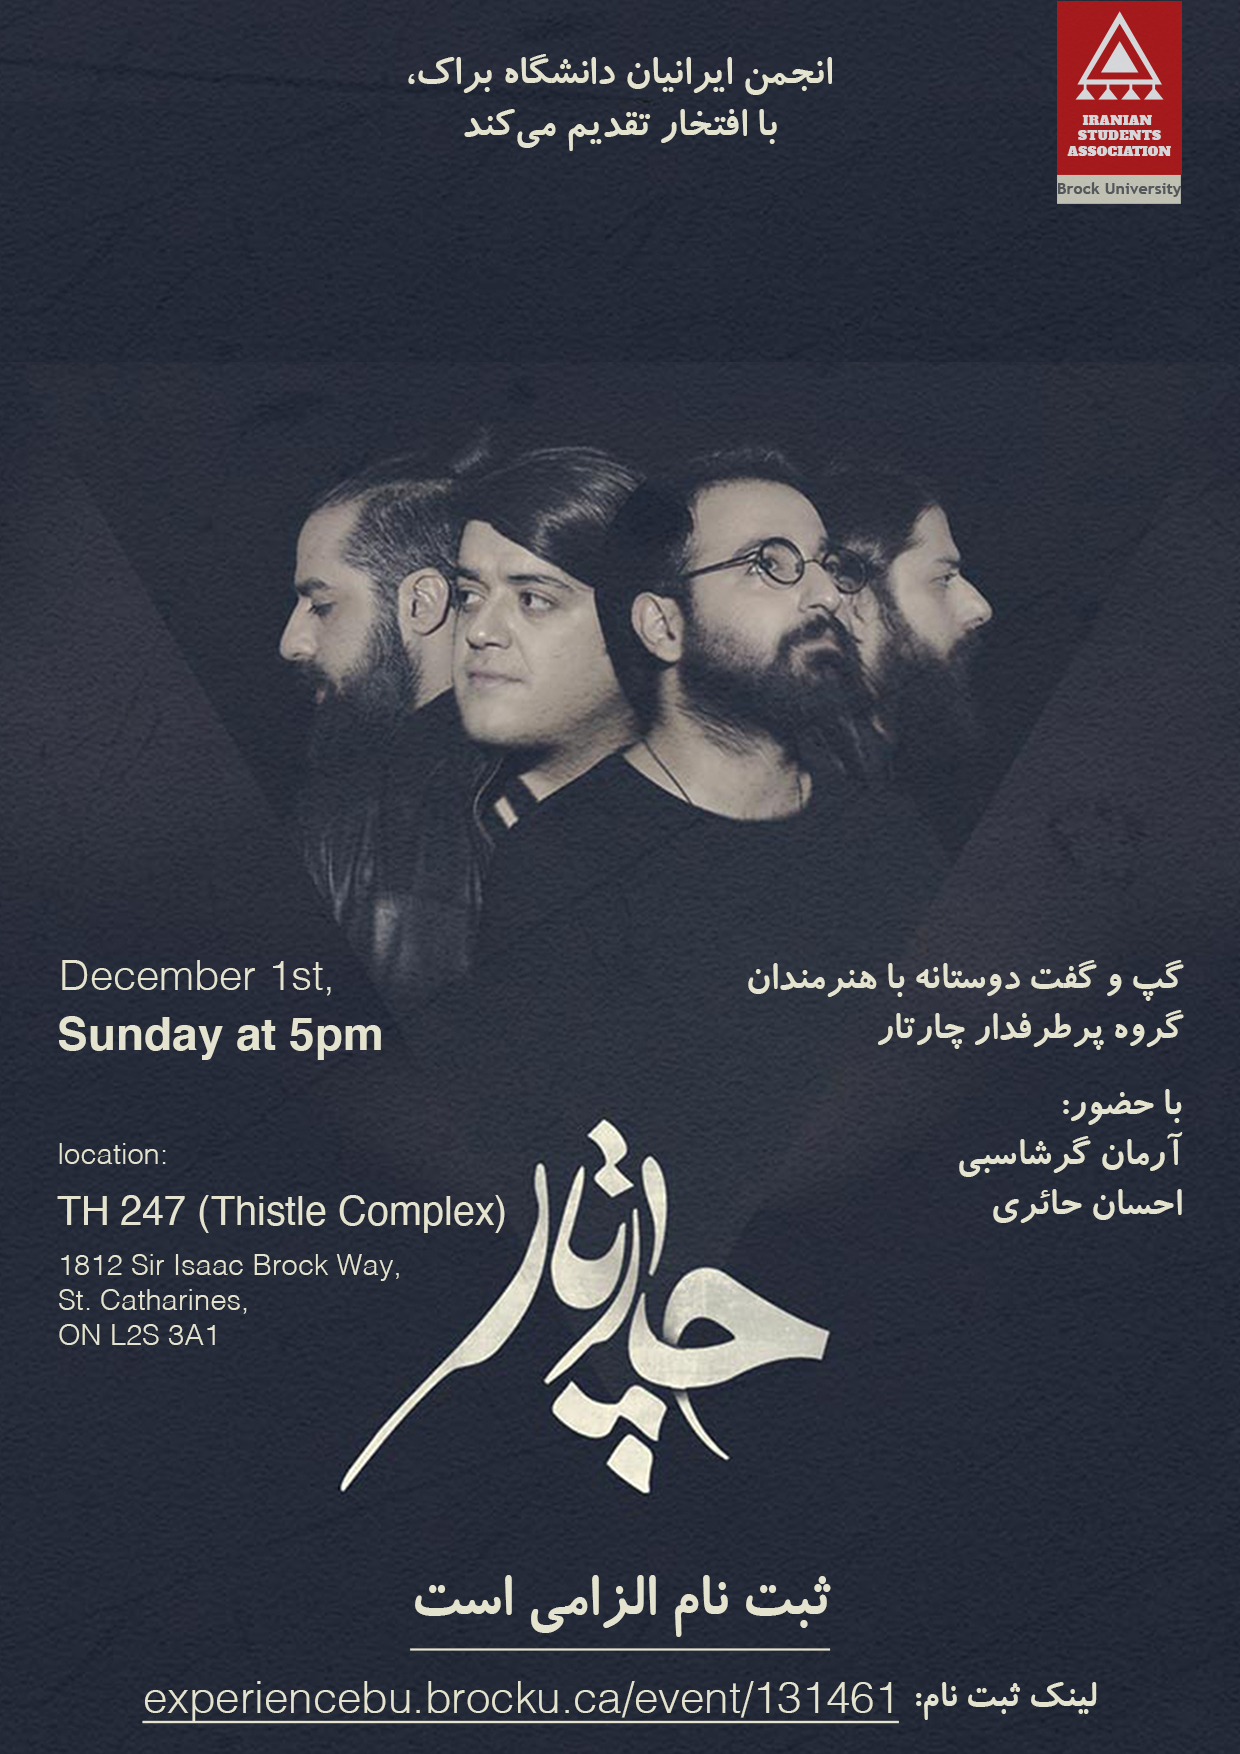 انجمن ایرانیان دانشگاه براک،
با افتخار تقدیم می‌کند
IRANIAN
STUDENTS
ASSOCIATION
Brock University
December 1st,
Sunday at 5pm
گپ و گفت دوستانه با هنرمندان
گروه پرطرفدار چارتار
با حضور:
آرمان گرشاسبی
احسان حائری
location:
TH 247 (Thistle Complex)
1812 Sir Isaac Brock Way,
St. Catharines,
ON L2S 3A1
چارتار
ثبت نام الزامی است
لینک ثبت نام: experiencebu.brocku.ca/event/131461